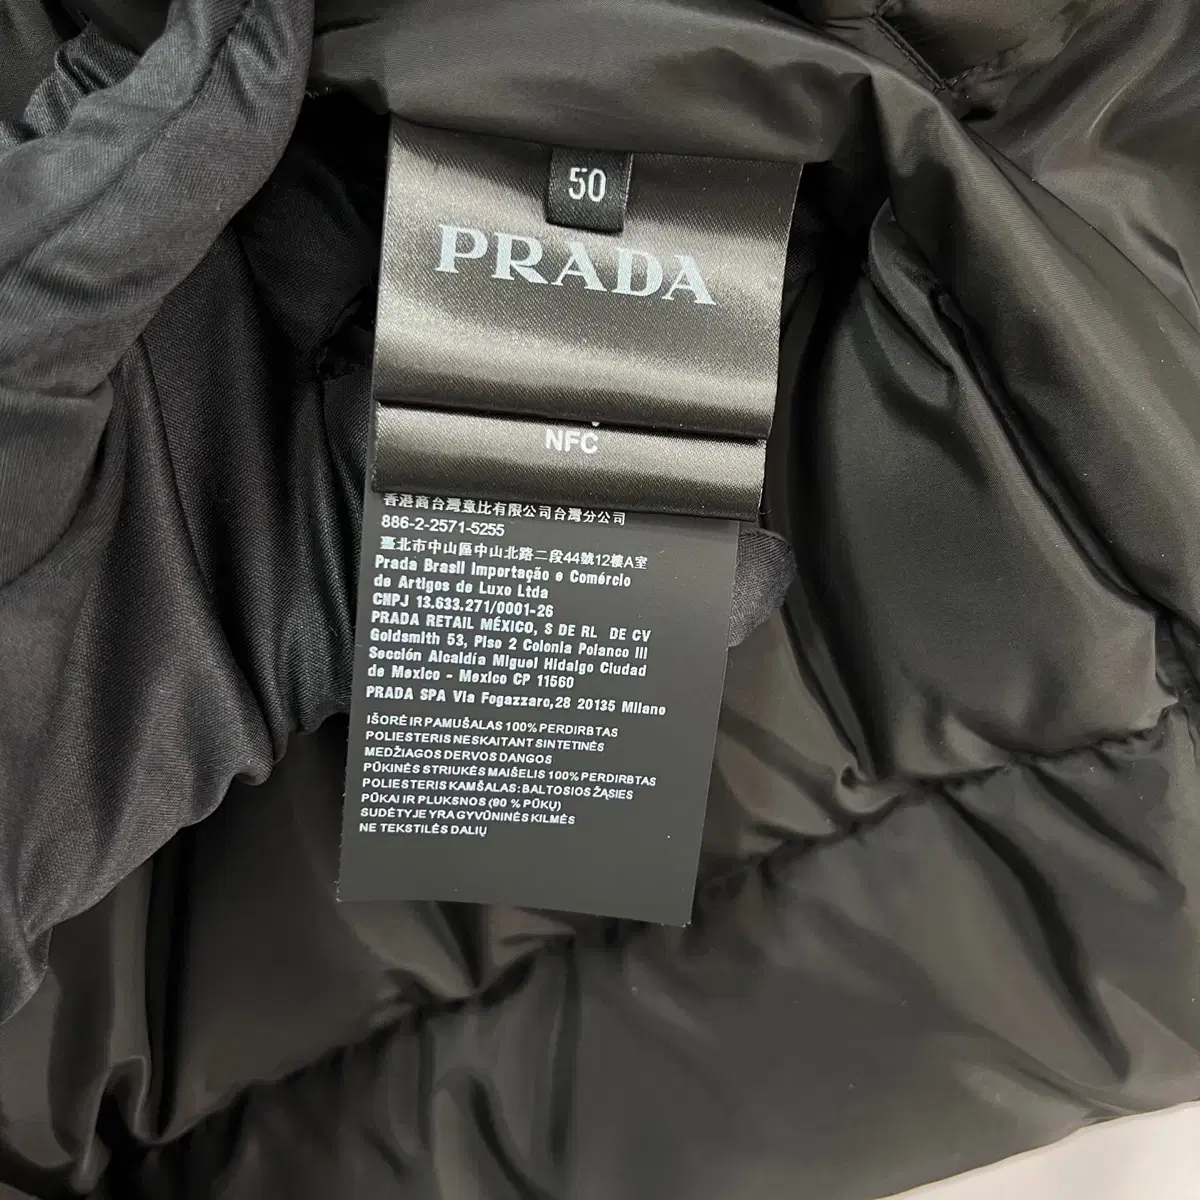 50
PRADA
NFC
香港商台灣章比有限公司台灣分公司
886-2-2571-5255
臺北市中山區中山北路二段44號12樓A室
Prada Brasil Importação e Comércio
de Artigos de Luxo Ltda
CNPJ 13.633.271/0001-26
PRADA RETAIL MÉXICO, S DE RL DE CV
Goldsmith 53, Piso 2 Colonia Polanco III
Sección Alcaldía Miguel Hidalgo Ciudad
de Mexico - Mexico CP 11560
PRADA SPA Via Fogazzaro,28 20135 Milano
IŠORĖ IR PAMUŠALAS 100% PERDIRBTAS
POLIESTERIS NESKAITANT SINTETINĖS
MEDŽIAGOS DERVOS DANGOS
PŪKINĖS STRIUKĖS MAIŠELIS 100% PERDIRBTAS
POLIESTERIS KAMŠALAS: BALTOSIOS ŽĄSIES
PŪKAI IR PLUKSNOS (90 % PŪKŲ)
SUDĖTYJE YRA GYVŪNINĖS KILMĖS
NE TEKSTILĖS DALIŲ